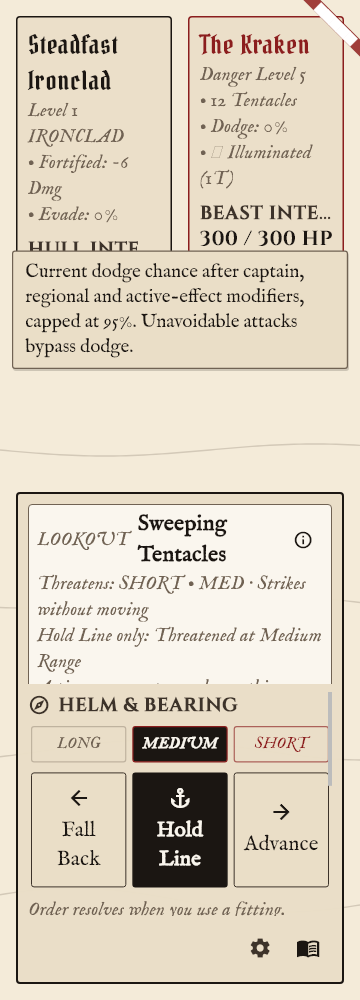 Steadfast
Ironclad
Level 1
IRONCLAD
• Fortified: -6
Dmg
• Evade: 0%
HULL INTE
The Kraken
Danger Level 5
• 12 Tentacles
• Dodge: 0%
• Illuminated
(1T)
BEAST INTE...
300 / 300 HP
Current dodge chance after captain,
regional and active-effect modifiers,
capped at 95%. Unavoidable attacks
bypass dodge.
LOOKOUT Sweeping
Tentacles
Threatens: SHORT • MED · Strikes
without moving
Hold Line only: Threatened at Medium
Range
HELM & BEARING
LONG MEDIUM SHORT
← Fall
Back
Hold
Line
→ Advance
Order resolves when you use a fitting.